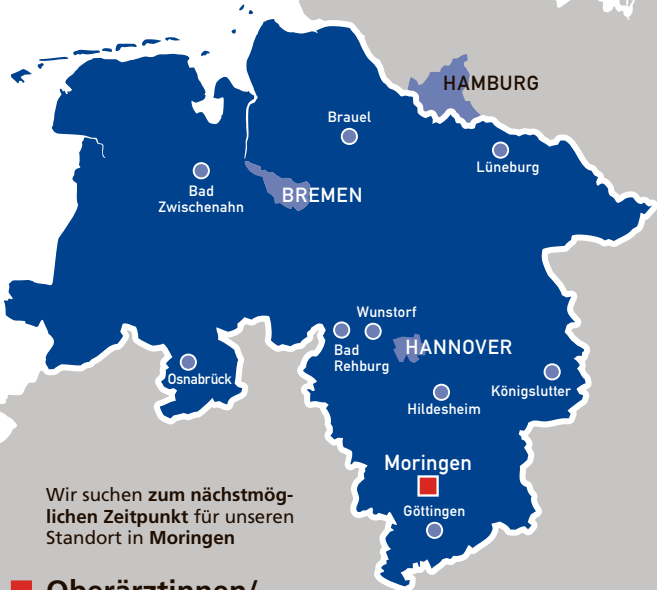 HAMBURG
Brauel
Lüneburg
Bad
Zwischenahn
BREMEN
Wunstorf
Bad
Rehburg
HANNOVER
Osnabrück
Königslutter
Hildesheim
Moringen
Göttingen
Wir suchen zum nächstmög-
lichen Zeitpunkt für unseren
Standort in Moringen
Oberärztinnen/